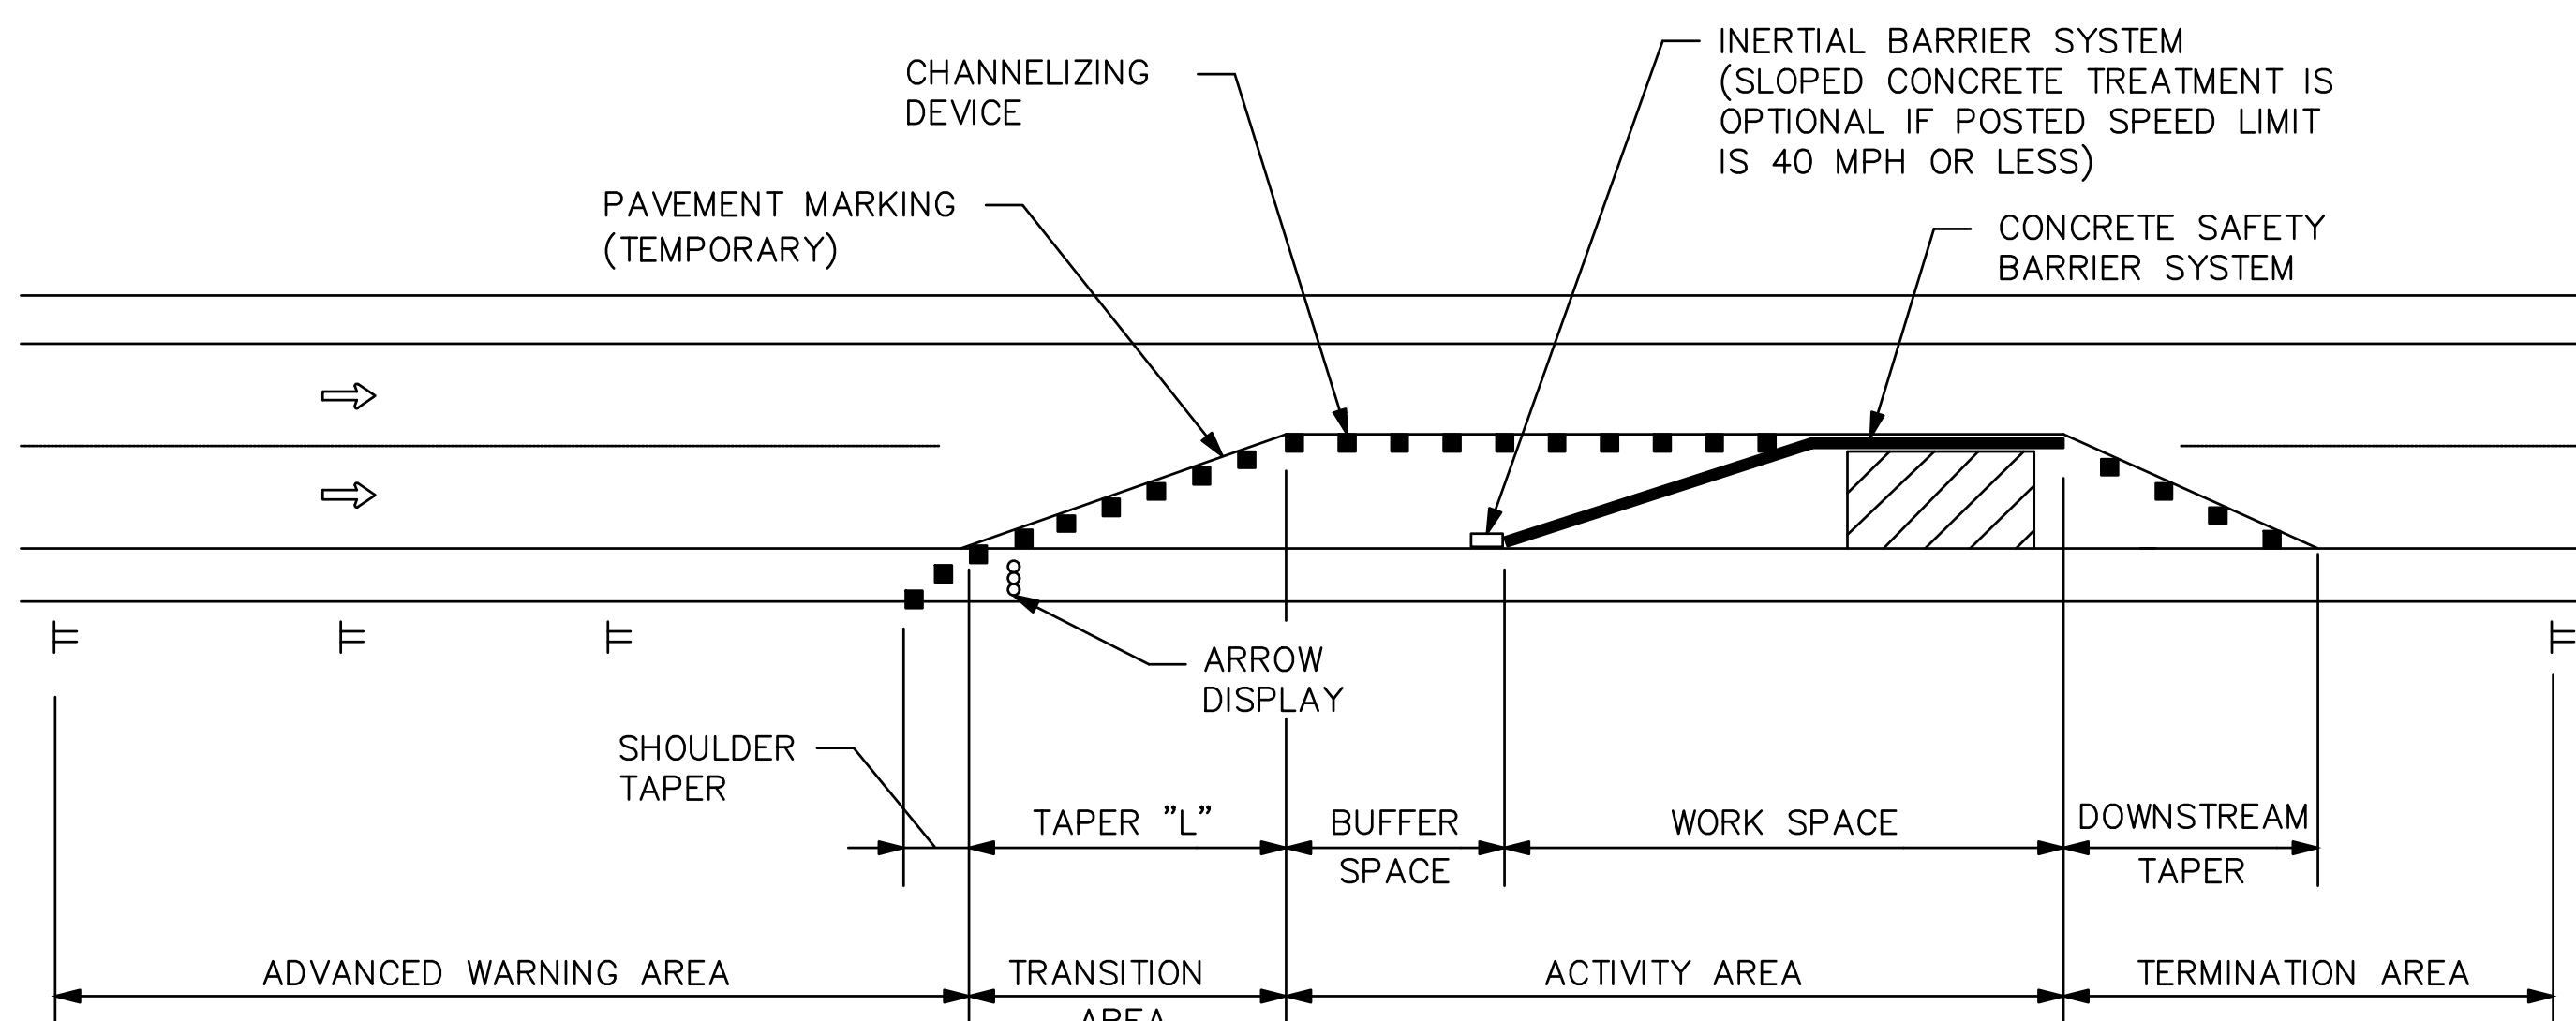 INERTIAL BARRIER SYSTEM
(SLOPED CONCRETE TREATMENT IS
OPTIONAL IF POSTED SPEED LIMIT
IS 40 MPH OR LESS)
CHANNELIZING
DEVICE
PAVEMENT MARKING
(TEMPORARY)
CONCRETE SAFETY
BARRIER SYSTEM
ARROW
DISPLAY
SHOULDER
TAPER
TAPER "L"
BUFFER
SPACE
WORK SPACE
DOWNSTREAM
TAPER
ADVANCED WARNING AREA
TRANSITION
AREA
ACTIVITY AREA
TERMINATION AREA